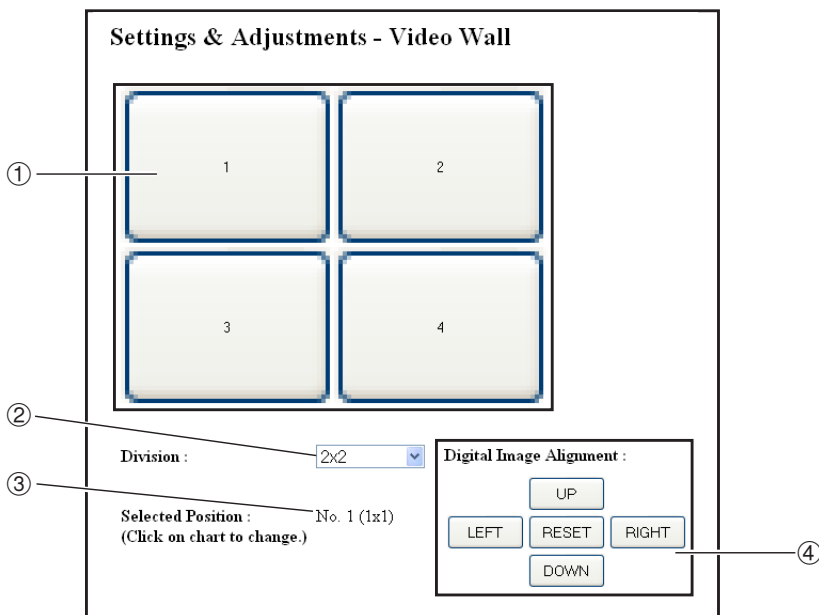 Settings & Adjustments - Video Wall
① 1 2
3 4
②
Division : 2x2 Digital Image Alignment :
③ UP
Selected Position : No. 1 (1x1)
LEFT RESET RIGHT
(Click on chart to change.)
④
DOWN